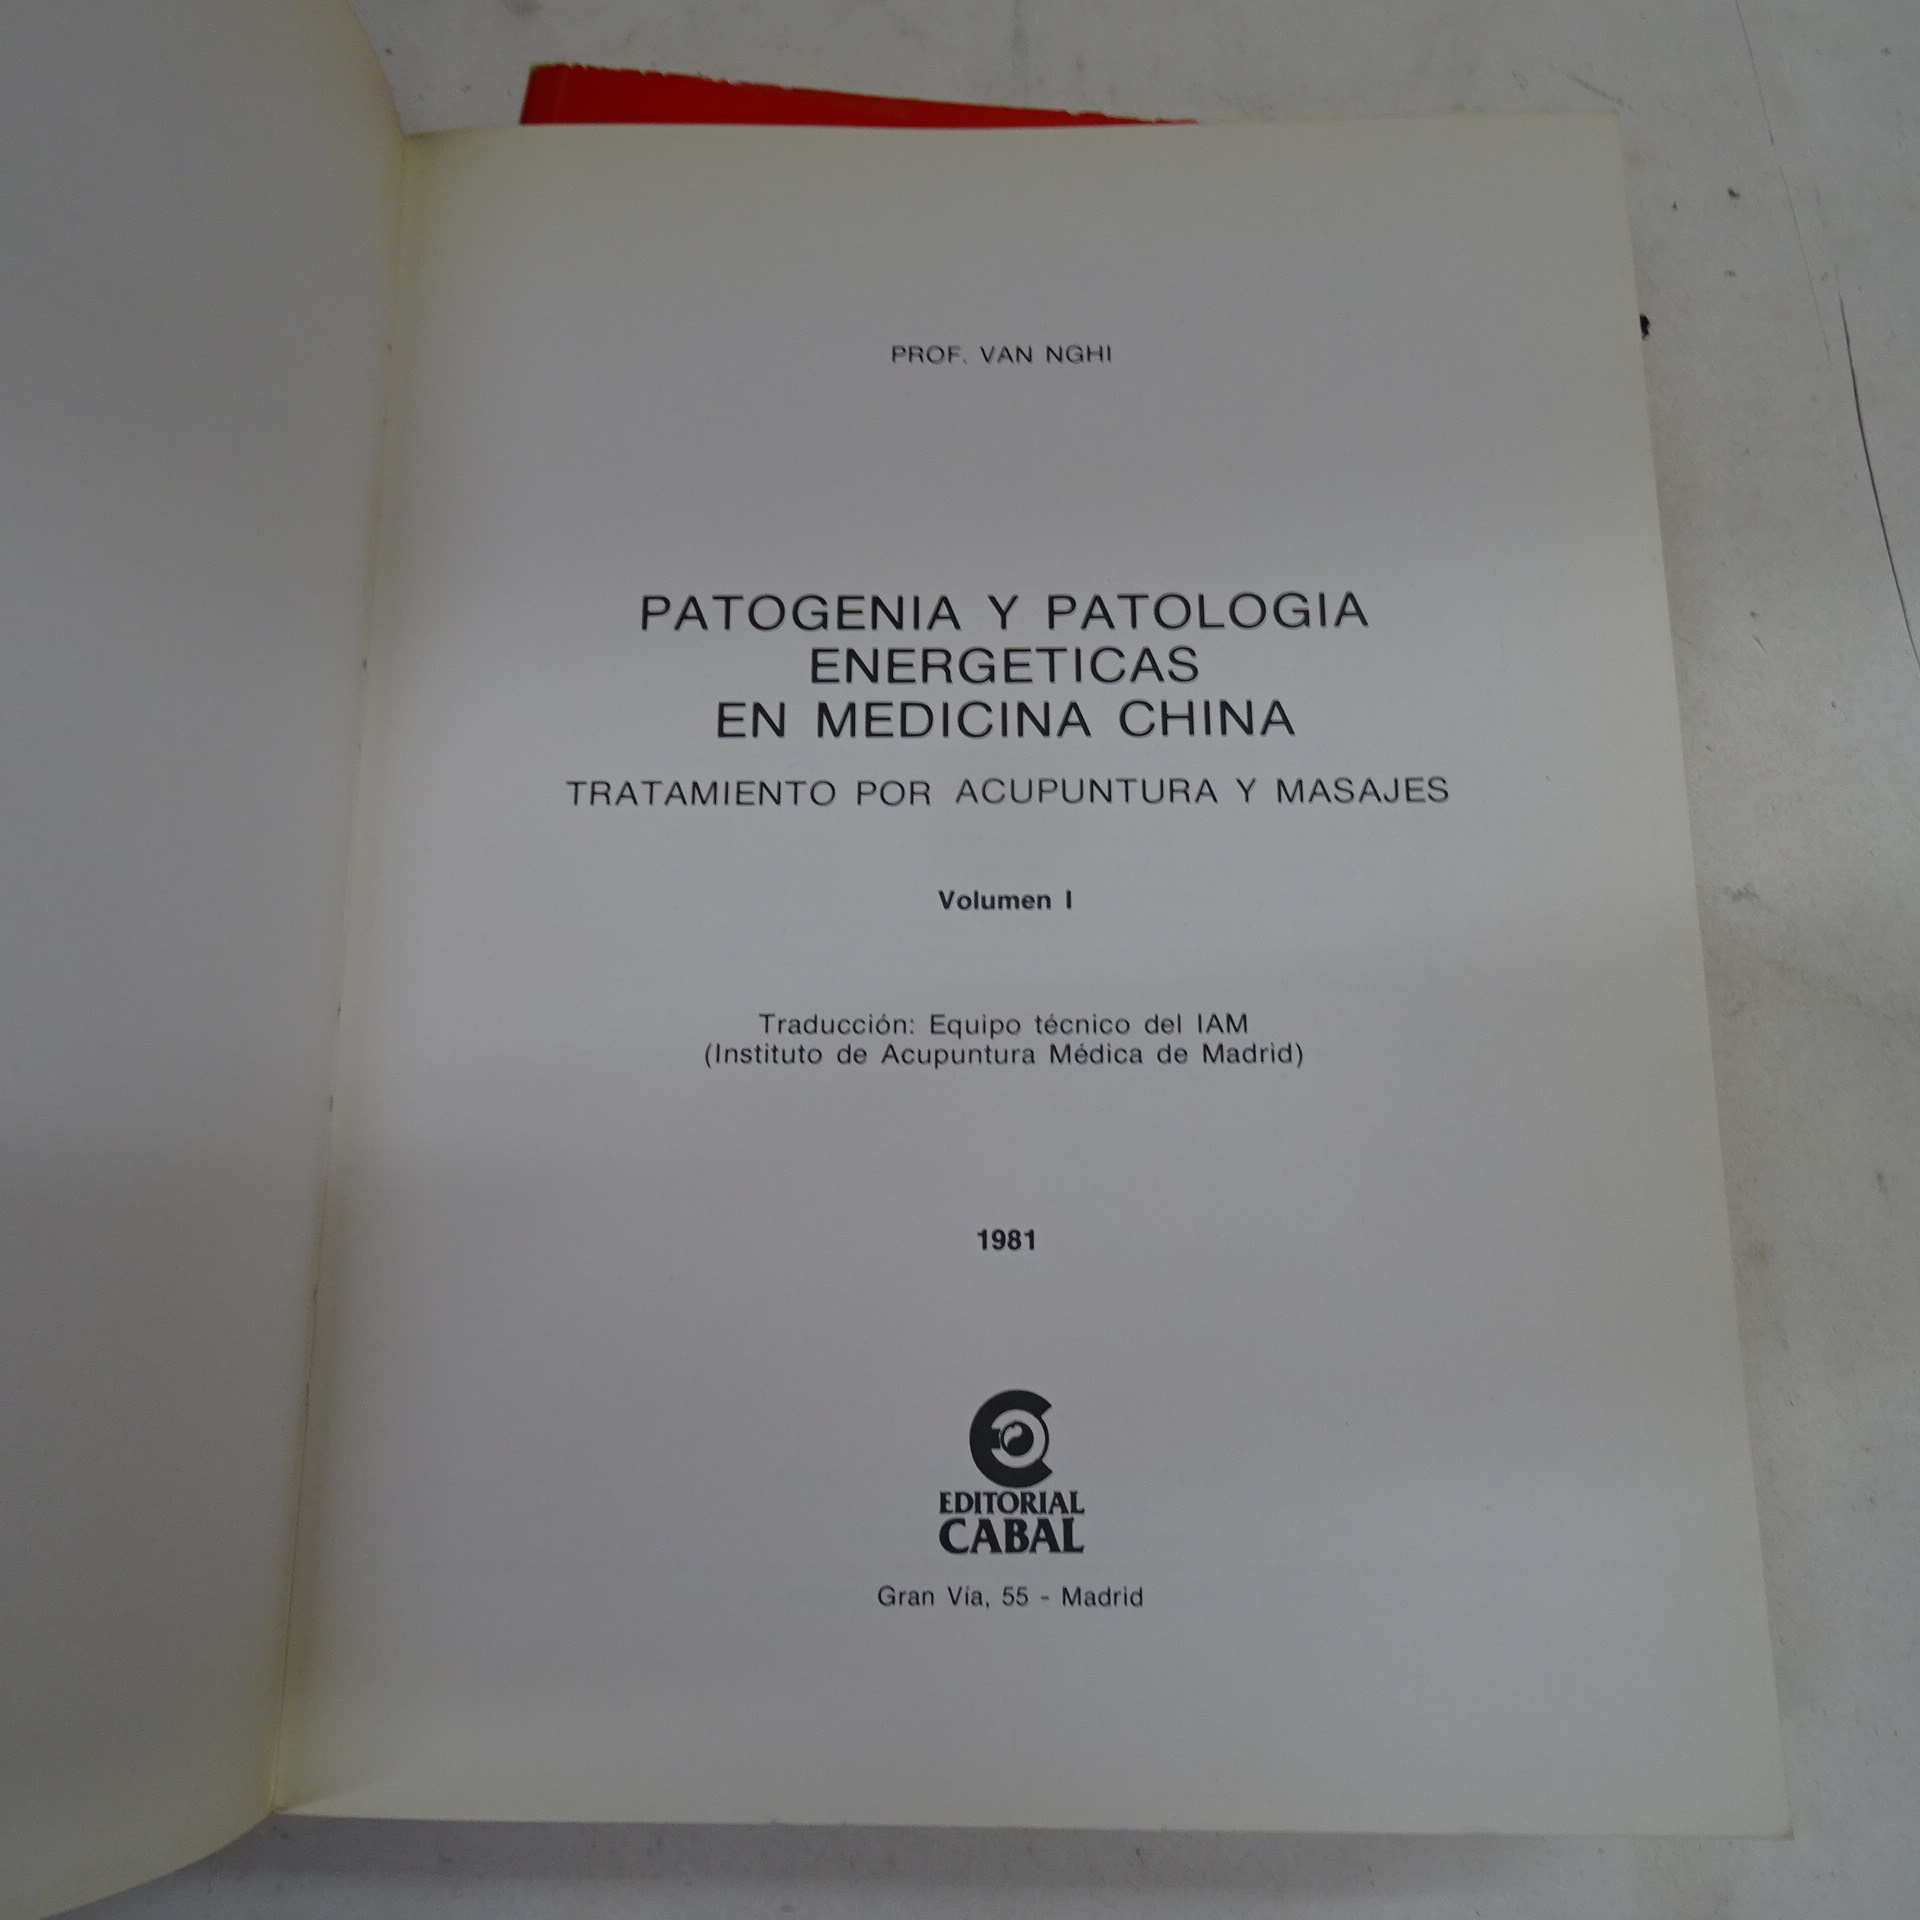 PROF. VAN NGHI
PATOGENIA Y PATOLOGIA
ENERGETICAS
EN MEDICINA CHINA
TRATAMIENTO POR ACUPUNTURA Y MASAJES
Volumen I
Traducción: Equipo técnico del IAM
(Instituto de Acupuntura Médica de Madrid)
1981
EDITORIAL
CABAL
Gran Vía, 55 - Madrid